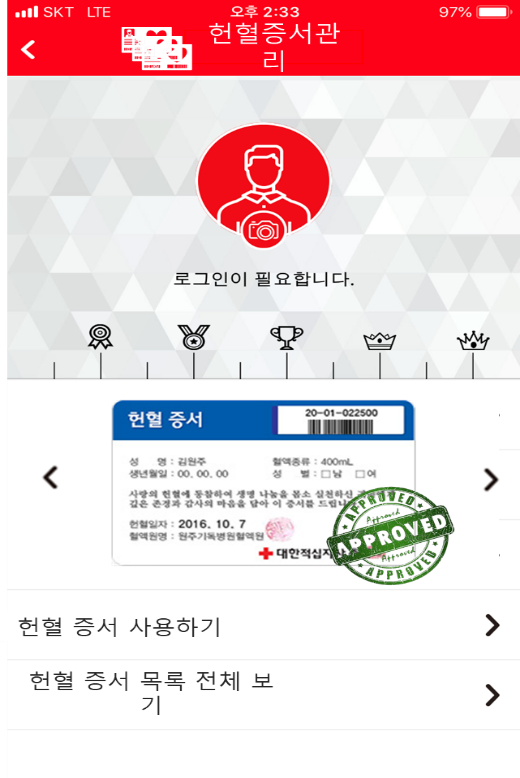 SKT LTE 오후 2:33 97%
헌혈증서관
리
로그인이 필요합니다.
헌혈 증서
20-01-022500
성 명 : 김원주 혈액종류 : 400mL
생년월일 : 00. 00. 00 성 별 : □남 □여
사랑의 헌혈에 동참하여 생명 나눔을 몸소 실천하신
깊은 존경과 감사의 마음을 담아 이 증서를 드립니
헌혈일자 : 2016. 10. 7
혈액원명 : 원주기독병원혈액원
대한적십자
APPROVED
Approved
APPROVED
Approved
APPROVED
헌혈 증서 사용하기
헌혈 증서 목록 전체 보
기